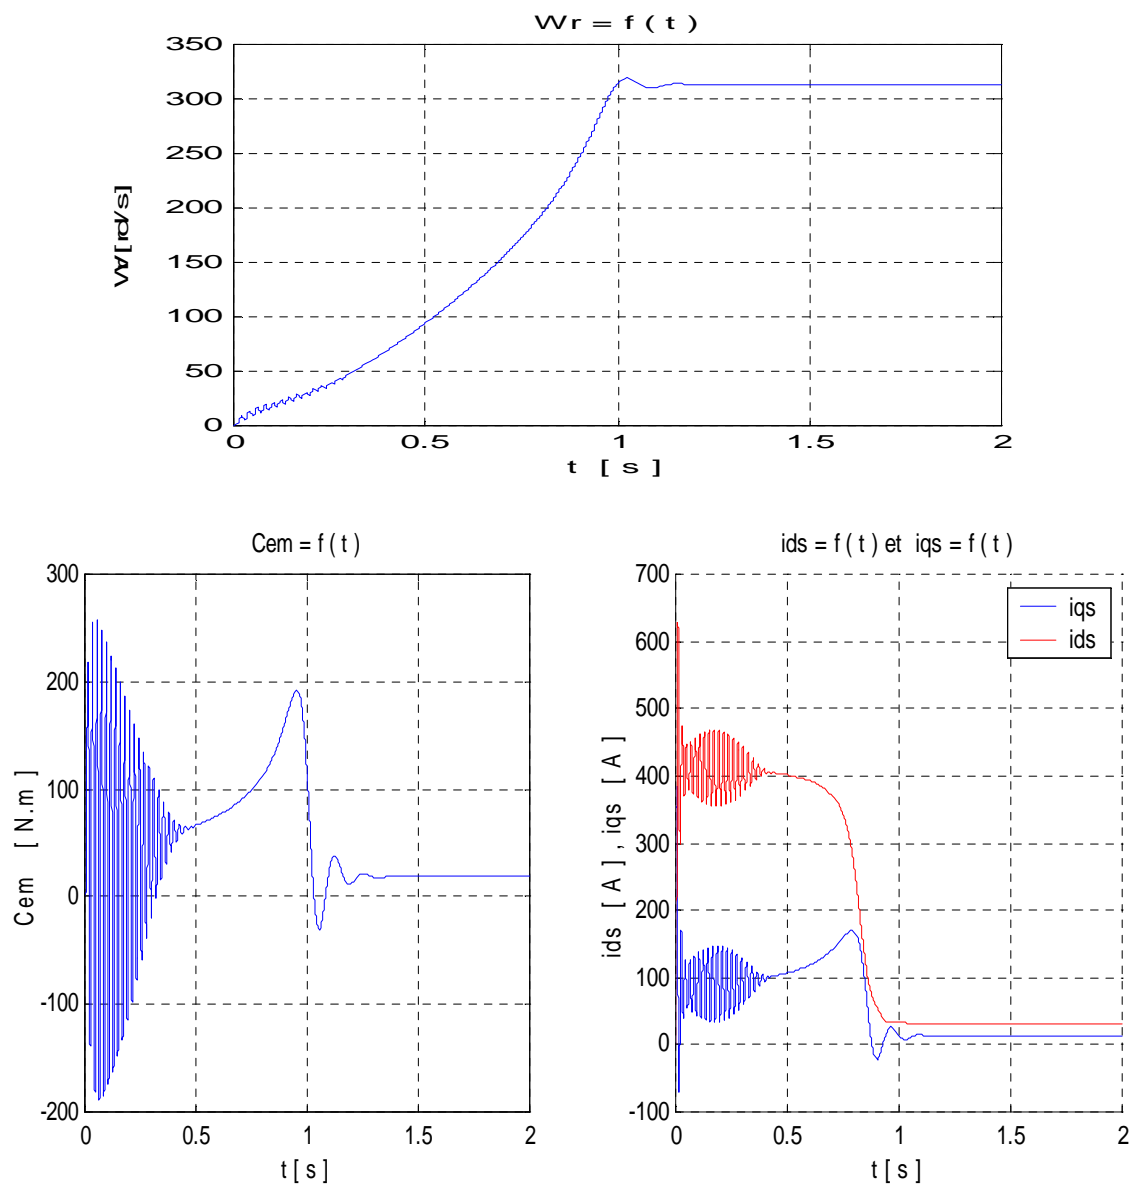 Wr = f ( t )
350
300
250
200
150
100
50
0
W[rd/s]
0 0.5 1 1.5 2
t [ s ]
Cem = f ( t )
300
200
100
0
-100
-200
Cem [ N.m ]
0 0.5 1 1.5 2
t [ s ]
ids = f ( t ) et iqs = f ( t )
700
600
500
400
300
200
100
0
-100
ids [ A ] , iqs [ A ]
iqs
ids
0 0.5 1 1.5 2
t [ s ]